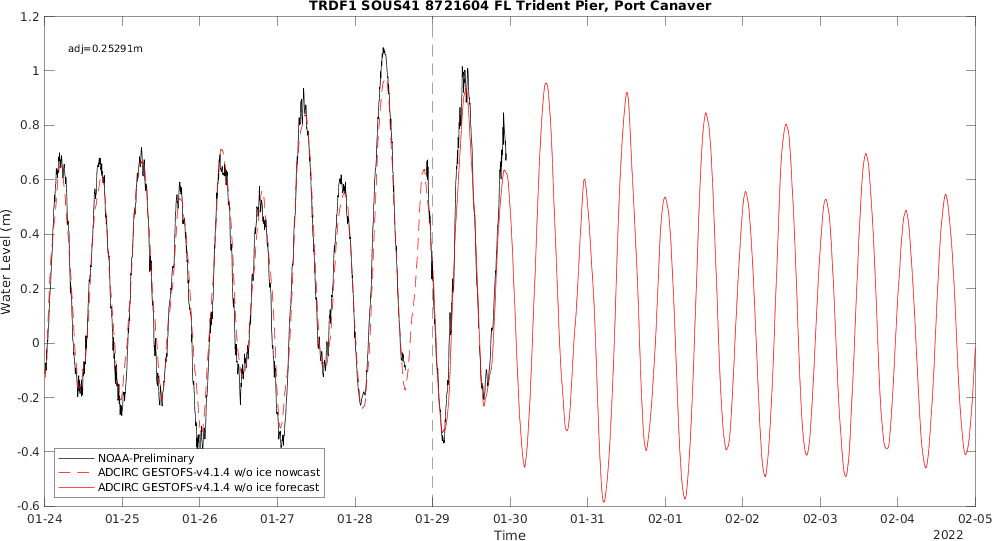 TRDF1 SOUS41 8721604 FL Trident Pier, Port Canaver
1.2
adj=0.25291m
1
0.8
0.6
0.4
Water Level (m)
0.2
0
-0.2
-0.4
-0.6
NOAA-Preliminary
ADCIRC GESTOFS-v4.1.4 w/o ice nowcast
ADCIRC GESTOFS-v4.1.4 w/o ice forecast
01-24 01-25 01-26 01-27 01-28 01-29 01-30 01-31 02-01 02-02 02-03 02-04 02-05
Time
2022